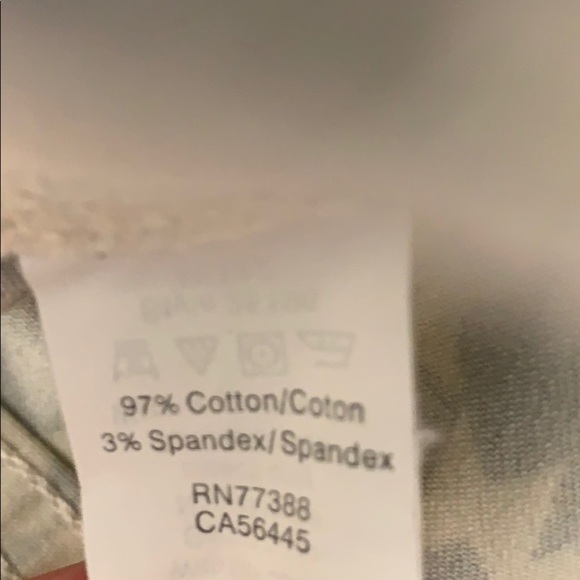 97% Cotton/Coton
3% Spandex/Spandex
RN77388
CA56445